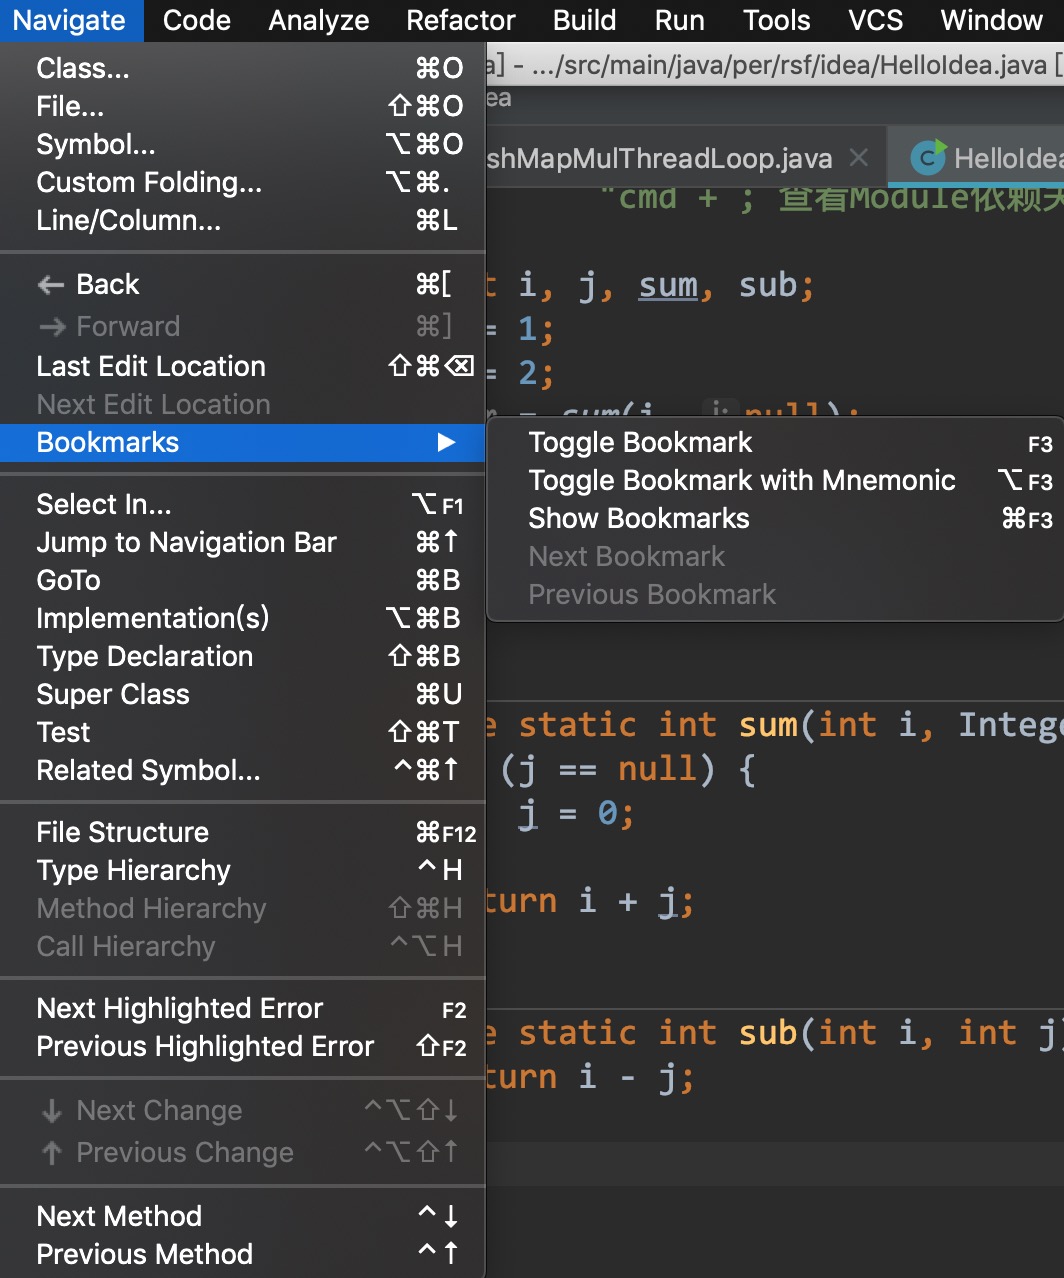 Navigate Code Analyze Refactor Build Run Tools VCS Window
a] - .../src/main/java/per/rsf/idea/HelloIdea.java [
ea
shMapMulThreadLoop.java × C HelloIdea
"cmd + ; 查看Module依赖关
Class... ⌘O
File... ⇧⌘O
Symbol... ⌥⌘O
Custom Folding... ⌥⌘.
Line/Column... ⌘L
← Back ⌘[
→ Forward ⌘]
Last Edit Location ⇧⌘⌫
Next Edit Location
Bookmarks ▶
Select In... ⌥F1
Jump to Navigation Bar ⌘↑
GoTo ⌘B
Implementation(s) ⌥⌘B
Type Declaration ⇧⌘B
Super Class ⌘U
Test ⇧⌘T
Related Symbol... ^⌘↑
File Structure ⌘F12
Type Hierarchy ^H
Method Hierarchy ⇧⌘H
Call Hierarchy ^⌥H
Next Highlighted Error F2
Previous Highlighted Error ⇧F2
↓ Next Change ^⌥⇧↓
↑ Previous Change ^⌥⇧↑
Next Method ^↓
Previous Method ^↑
Toggle Bookmark F3
Toggle Bookmark with Mnemonic ⌥F3
Show Bookmarks ⌘F3
Next Bookmark
Previous Bookmark
t i, j, sum, sub;
= 1;
= 2;
= sum(i, j: null);
e static int sum(int i, Intege
(j == null) {
j = 0;
turn i + j;
e static int sub(int i, int j)
turn i - j;